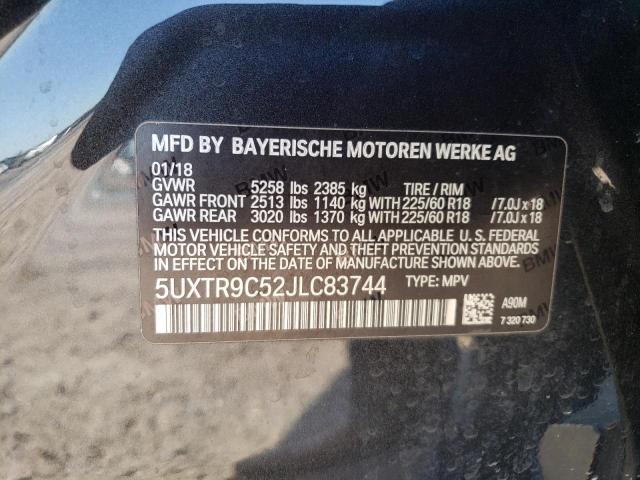 MFD BY BAYERISCHE MOTOREN WERKE AG
01/18
GVWR 5258 lbs 2385 kg TIRE / RIM
GAWR FRONT 2513 lbs 1140 kg WITH 225/60 R18 /7.0J x 18
GAWR REAR 3020 lbs 1370 kg WITH 225/60 R18 /7.0J x 18
THIS VEHICLE CONFORMS TO ALL APPLICABLE U. S. FEDERAL
MOTOR VEHICLE SAFETY AND THEFT PREVENTION STANDARDS
IN EFFECT ON THE DATE OF MANUFACTURE SHOWN ABOVE.
5UXTR9C52JLC83744 TYPE: MPV
A90M
7 320 730